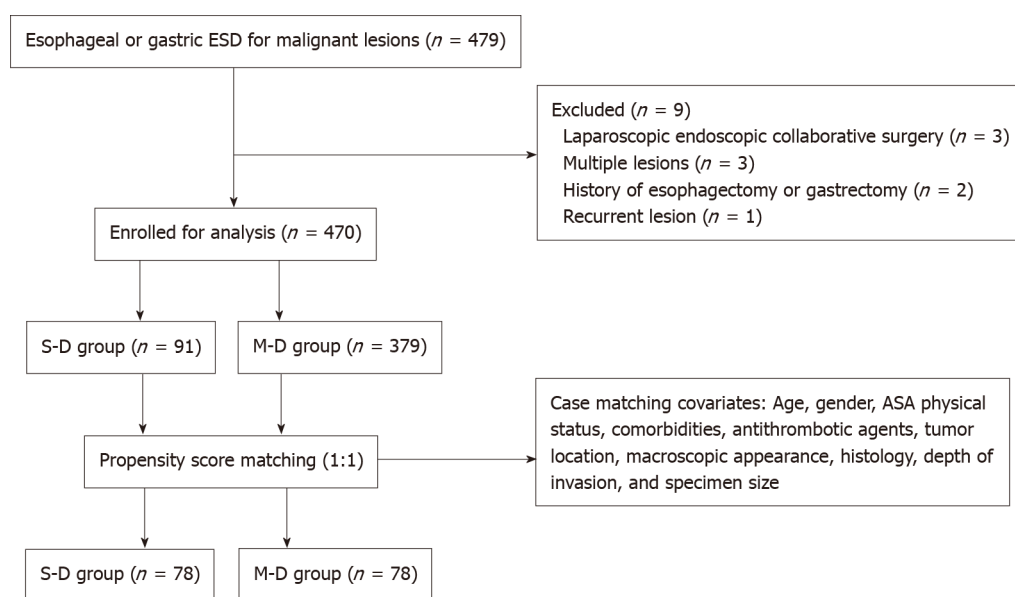 Esophageal or gastric ESD for malignant lesions (n = 479)
Excluded (n = 9)
Laparoscopic endoscopic collaborative surgery (n = 3)
Multiple lesions (n = 3)
History of esophagectomy or gastrectomy (n = 2)
Recurrent lesion (n = 1)
Enrolled for analysis (n = 470)
S-D group (n = 91)
M-D group (n = 379)
Case matching covariates: Age, gender, ASA physical
status, comorbidities, antithrombotic agents, tumor
location, macroscopic appearance, histology, depth of
invasion, and specimen size
Propensity score matching (1:1)
S-D group (n = 78)
M-D group (n = 78)